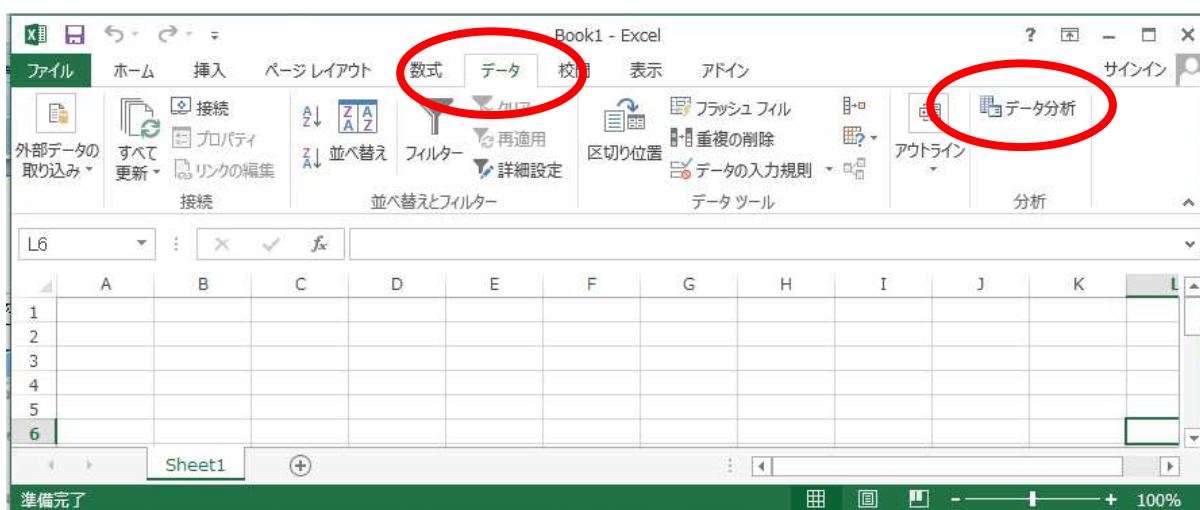 Book1 - Excel
?
ファイル ホーム 挿入 ページ レイアウト 数式 データ 校閲 表示 アドイン サインイン
外部データの
取り込み
すべて
更新
接続
プロパティ
リンクの編集
接続
並べ替え
フィルター
クリア
再適用
詳細設定
並べ替えとフィルター
区切り位置
フラッシュ フィル
重複の削除
データの入力規則
データ ツール
アウトライン
データ分析
分析
L6
fx
A B C D E F G H I J K L
1
2
3
4
5
6
Sheet1
準備完了
100%